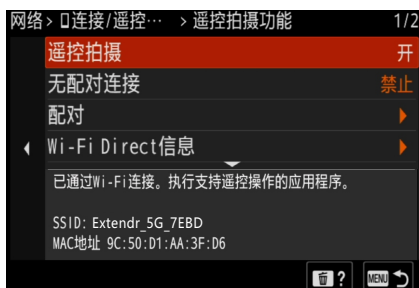 网络>▯连接/遥控… >遥控拍摄功能 1/2
遥控拍摄 开
无配对连接 禁止
配对
Wi-Fi Direct信息
已通过Wi-Fi连接。执行支持遥控操作的应用程序。
SSID: Extendr_5G_7EBD
MAC地址 9C:50:D1:AA:3F:D6
? MENU